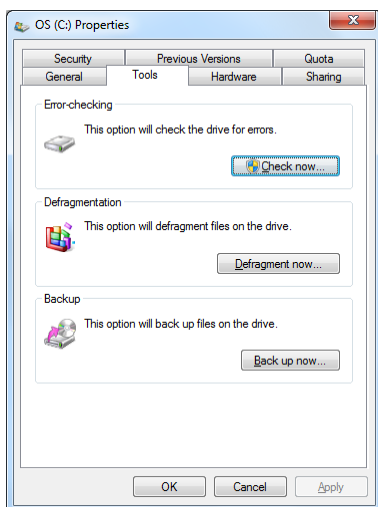 OS (C:) Properties
Security Previous Versions Quota
General Tools Hardware Sharing
Error-checking
This option will check the drive for errors.
Check now...
Defragmentation
This option will defragment files on the drive.
Defragment now...
Backup
This option will back up files on the drive.
Back up now...
OK Cancel Apply